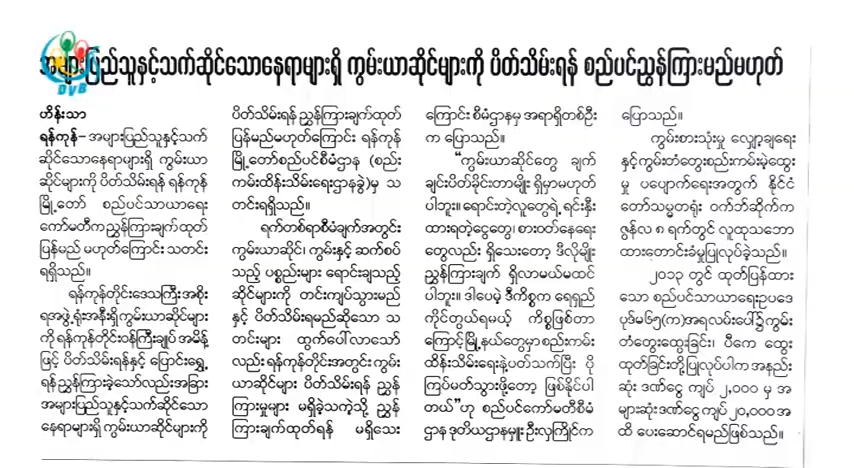 DVB
အများပြည်သူနှင့်သက်ဆိုင်သောနေရာများရှိ ကွမ်းယာဆိုင်များကို ပိတ်သိမ်းရန် စည်ပင်ညွှန်ကြားမည်မဟုတ်
ဟိန်းသာ
ရန်ကုန်– အများပြည်သူနှင့်သက်
ဆိုင်သောနေရာများရှိ ကွမ်းယာ
ဆိုင်များကို ပိတ်သိမ်းရန် ရန်ကုန်
မြို့တော် စည်ပင်သာယာရေး
ကော်မတီကညွှန်ကြားချက်ထုတ်
ပြန်မည် မဟုတ်ကြောင်း သတင်း
ရရှိသည်။
ရန်ကုန်တိုင်းဒေသကြီးအစိုး
ရအဖွဲ့ရုံးအနီးရှိကွမ်းယာဆိုင်များ
ကို ရန်ကုန်တိုင်းဝန်ကြီးချုပ် အမိန့်
ဖြင့် ပိတ်သိမ်းရန်နှင့် ပြောင်းရွှေ့
ရန်ညွှန်ကြားခဲ့သော်လည်းအခြား
အများပြည်သူနှင့်သက်ဆိုင်သော
နေရာများရှိ ကွမ်းယာဆိုင်များကို
ပိတ်သိမ်းရန် ညွှန်ကြားချက်ထုတ်
ပြန်မည်မဟုတ်ကြောင်း ရန်ကုန်
မြို့တော်စည်ပင်စီမံဌာန (စည်း
ကမ်းထိန်းသိမ်းရေးဌာနခွဲ)မှ သ
တင်းရရှိသည်။
ရက်တစ်ရာစီမံချက်အတွင်း
ကွမ်းယာဆိုင်၊ ကွမ်းနှင့် ဆက်စပ်
သည့် ပစ္စည်းများ ရောင်းချသည့်
ဆိုင်များကို တင်းကျပ်သွားမည်
နှင့် ပိတ်သိမ်းရမည်ဆိုသော သ
တင်းများ ထွက်ပေါ်လာသော်
လည်း ရန်ကုန်တိုင်းအတွင်း ကွမ်း
ယာဆိုင်များ ပိတ်သိမ်းရန် ညွှန်
ကြားမှုများ မရှိခဲ့သကဲ့သို့ ညွှန်
ကြားချက်ထုတ်ရန် မရှိသေး
ကြောင်း စီမံဌာနမှ အရာရှိတစ်ဦး
က ပြောသည်။
“ကွမ်းယာဆိုင်တွေ ချက်
ချင်းပိတ်ခိုင်းတာမျိုး ရှိမှာမဟုတ်
ပါဘူး။ ရောင်းတဲ့လူတွေရဲ့ ရင်းနှီး
ထားရတဲ့ငွေတွေ၊ စားဝတ်နေရေး
တွေလည်း ရှိသေးတော့ ဒီလိုမျိုး
ညွှန်ကြားချက် ရှိလာမယ်မထင်
ပါဘူး။ ဒါပေမဲ့ ဒီကိစ္စက ရေရှည်
ကိုင်တွယ်ရမယ့် ကိစ္စဖြစ်တာ
ကြောင့်မြို့နယ်တွေမှာစည်းကမ်း
ထိန်းသိမ်းရေးနဲ့ပတ်သက်ပြီး ပို
ကြပ်မတ်သွားဖို့တော့ ဖြစ်နိုင်ပါ
တယ်”ဟု စည်ပင်ကော်မတီစီမံ
ဌာန ဒုတိယဌာနမှူး ဦးလှကြိုင်က
ပြောသည်။
ကွမ်းစားသုံးမှု လျှော့ချရေး
နှင့်ကွမ်းတံတွေးစည်းကမ်းမဲ့ထွေး
မှု ပပျောက်ရေးအတွက် နိုင်ငံ
တော်သမ္မတရုံး ဝက်ဘ်ဆိုက်က
ဇွန်လ ၈ ရက်တွင် လူထုသဘော
ထားတောင်းခံမှုပြုလုပ်ခဲ့သည်။
၂၀၁၃ တွင် ထုတ်ပြန်ထား
သော စည်ပင်သာယာရေးဥပဒေ
ပုဒ်မ၆၅(က)အရလမ်းပေါ်၌ကွမ်း
တံတွေးထွေးခြင်း၊ ပီကေ ထွေး
ထုတ်ခြင်းတို့ပြုလုပ်ပါက အနည်း
ဆုံး ဒဏ်ငွေ ကျပ် ၂,၀၀၀ မှ အ
များဆုံးဒဏ်ငွေ ကျပ် ၂၀,၀၀၀ အ
ထိ ပေးဆောင်ရမည်ဖြစ်သည်။